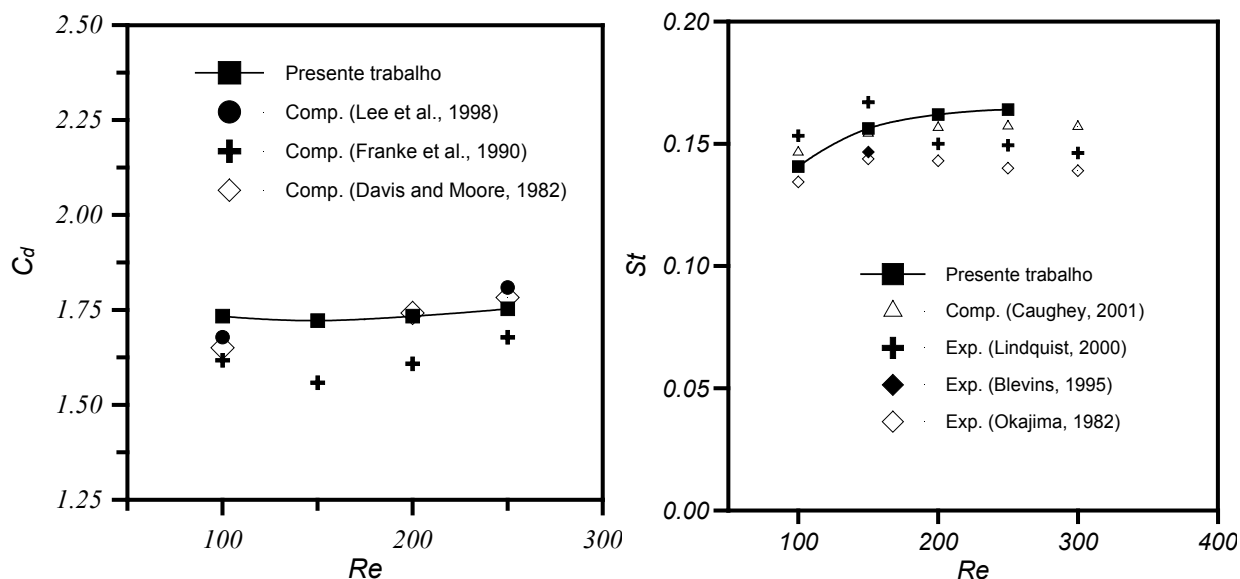 2.50
2.25
2.00
1.75
1.50
1.25
Cd
100
200
300
Re
Presente trabalho
Comp. (Lee et al., 1998)
Comp. (Franke et al., 1990)
Comp. (Davis and Moore, 1982)
0.20
0.15
0.10
0.05
0.00
St
100
200
300
400
Re
Presente trabalho
Comp. (Caughey, 2001)
Exp. (Lindquist, 2000)
Exp. (Blevins, 1995)
Exp. (Okajima, 1982)